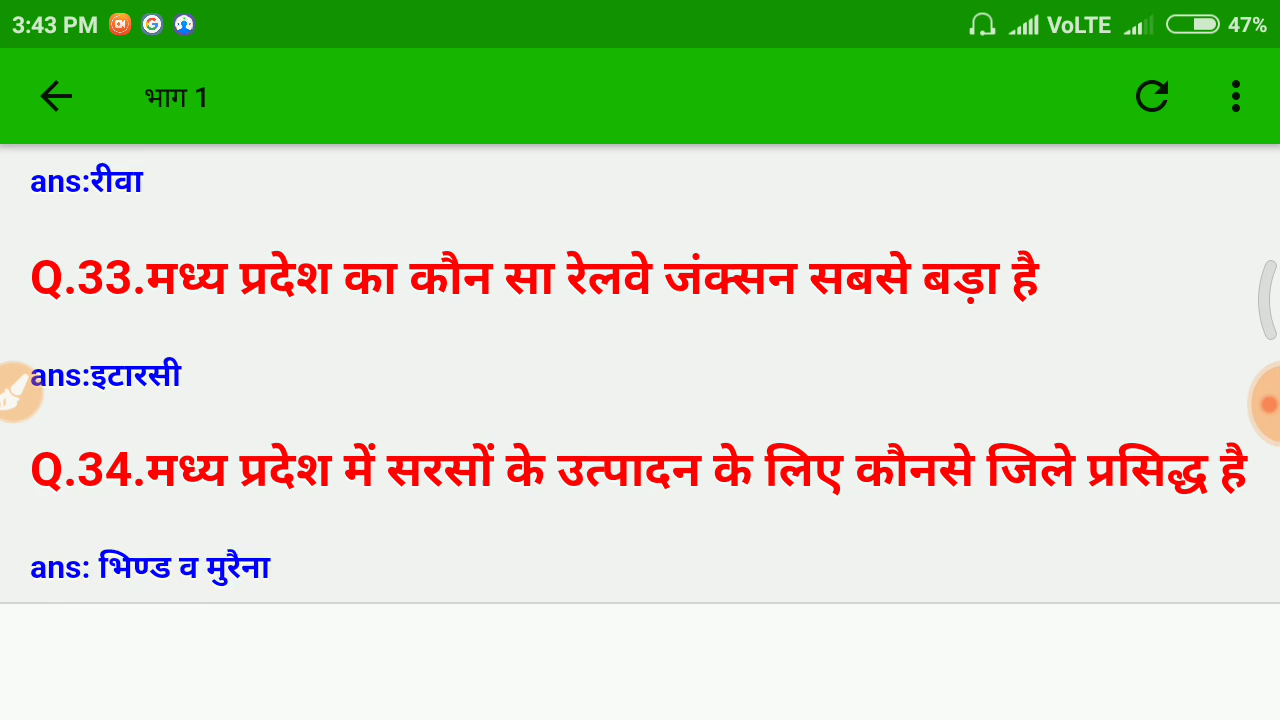 3:43 PM VoLTE 47%
भाग 1
ans:रीवा
Q.33.मध्य प्रदेश का कौन सा रेलवे जंक्सन सबसे बड़ा है
ans:इटारसी
Q.34.मध्य प्रदेश में सरसों के उत्पादन के लिए कौनसे जिले प्रसिद्ध है
ans: भिण्ड व मुरैना